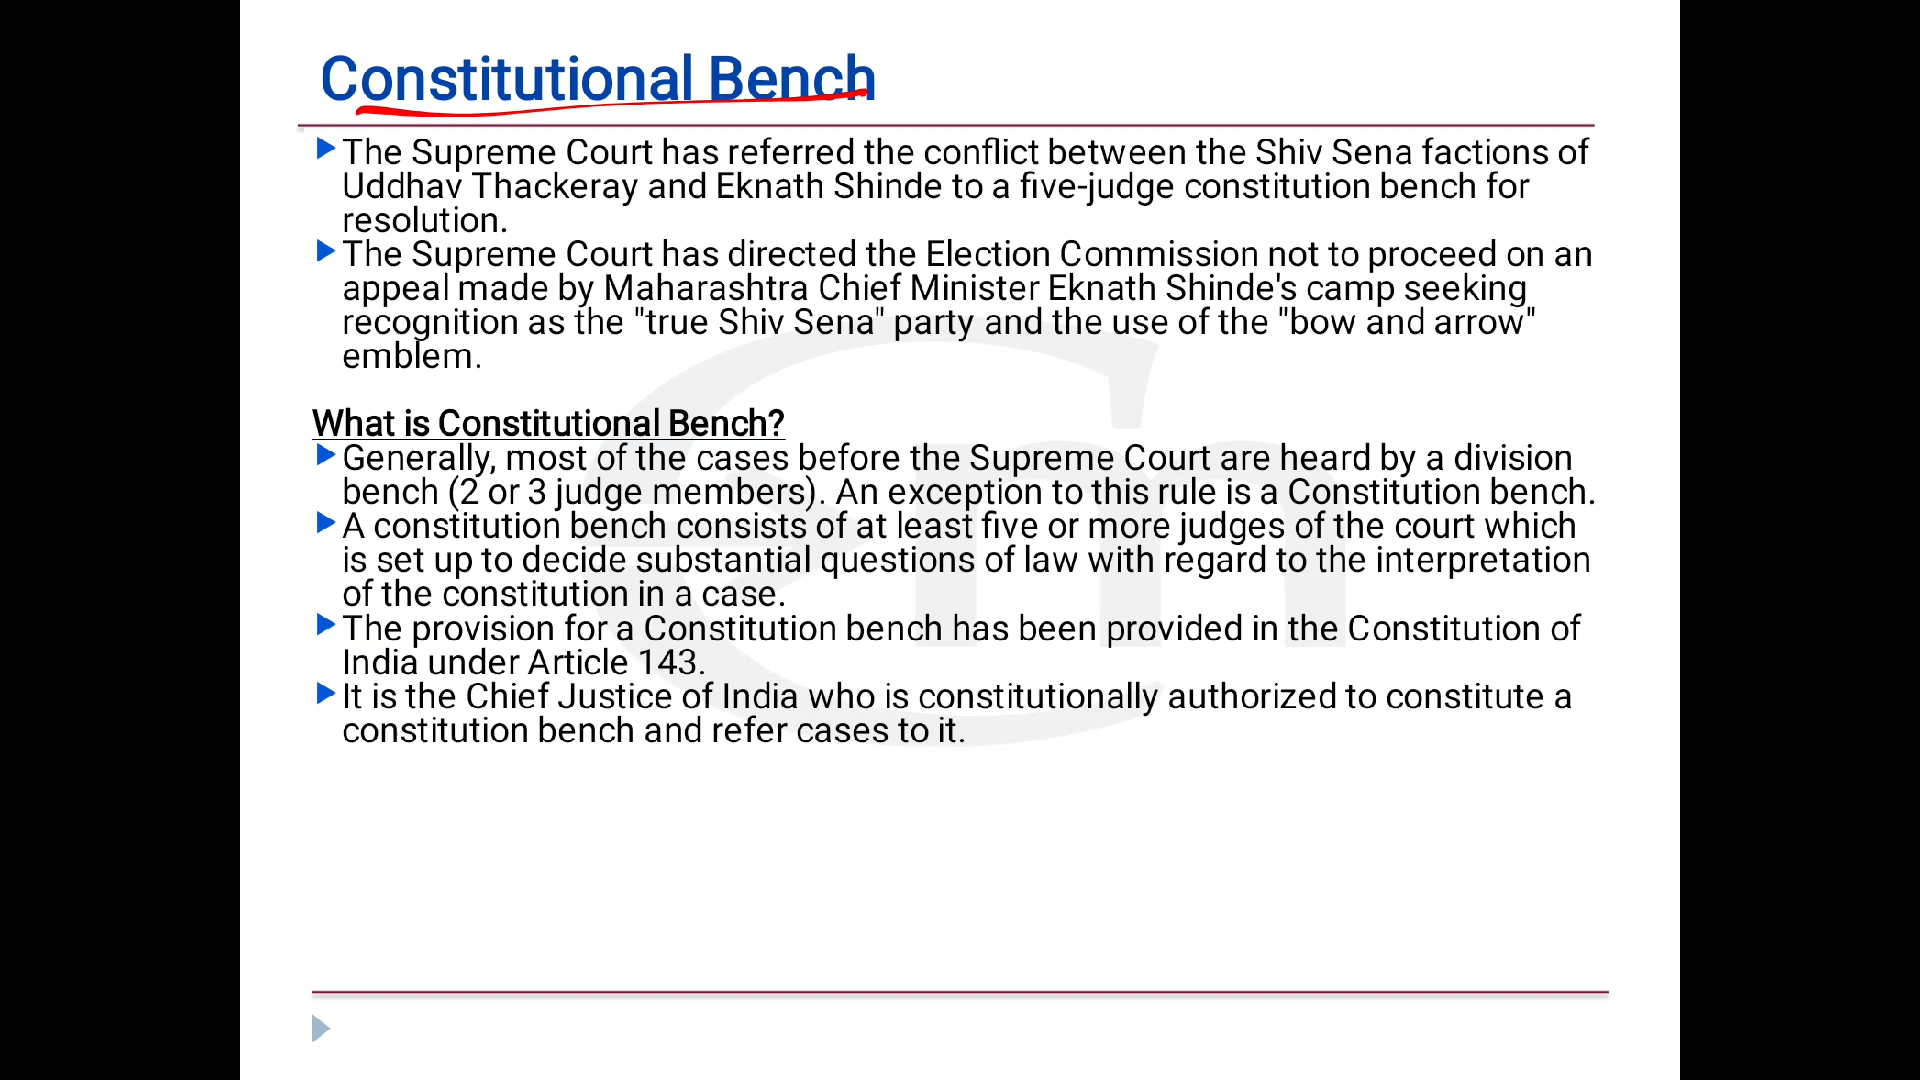 Constitutional Bench
The Supreme Court has referred the conflict between the Shiv Sena factions of
Uddhav Thackeray and Eknath Shinde to a five-judge constitution bench for
resolution.
The Supreme Court has directed the Election Commission not to proceed on an
appeal made by Maharashtra Chief Minister Eknath Shinde's camp seeking
recognition as the "true Shiv Sena" party and the use of the "bow and arrow"
emblem.
What is Constitutional Bench?
Generally, most of the cases before the Supreme Court are heard by a division
bench (2 or 3 judge members). An exception to this rule is a Constitution bench.
A constitution bench consists of at least five or more judges of the court which
is set up to decide substantial questions of law with regard to the interpretation
of the constitution in a case.
The provision for a Constitution bench has been provided in the Constitution of
India under Article 143.
It is the Chief Justice of India who is constitutionally authorized to constitute a
constitution bench and refer cases to it.